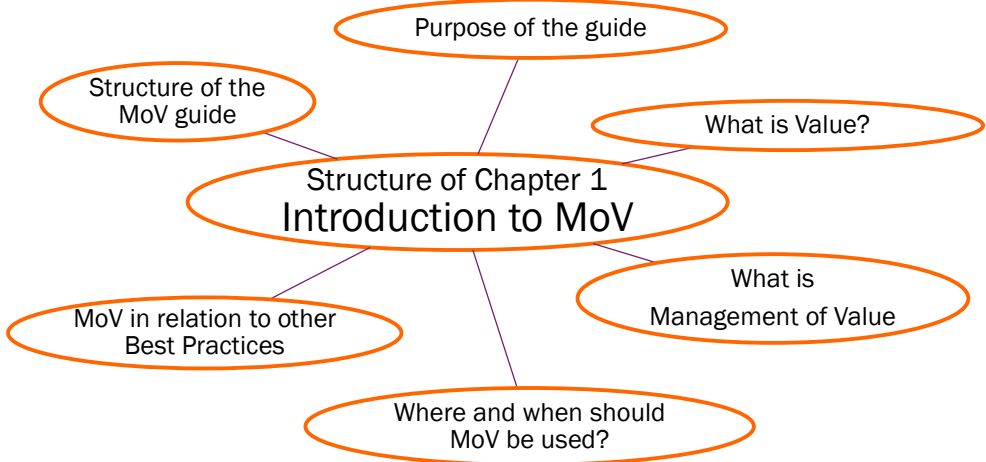 Purpose of the guide
Structure of the
MoV guide
What is Value?
Structure of Chapter 1
Introduction to MoV
What is
Management of Value
MoV in relation to other
Best Practices
Where and when should
MoV be used?